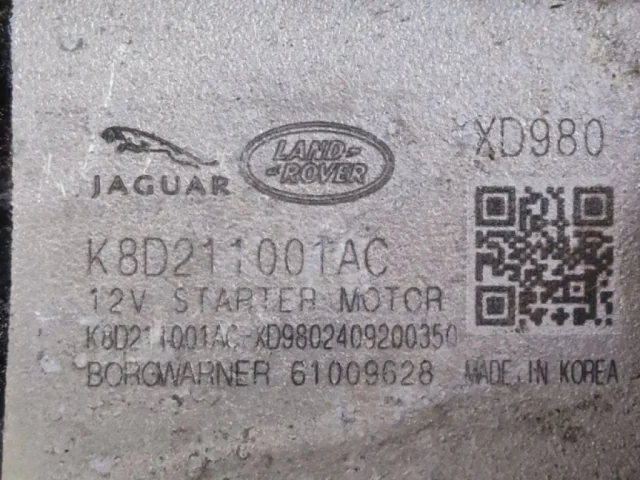 JAGUAR
LAND-
-ROVER
XD980
K8D211001AC
12V STARTER MOTOR
K8D211001AC-XD9802409200350
BORGWARNER 61009628 MADE IN KOREA